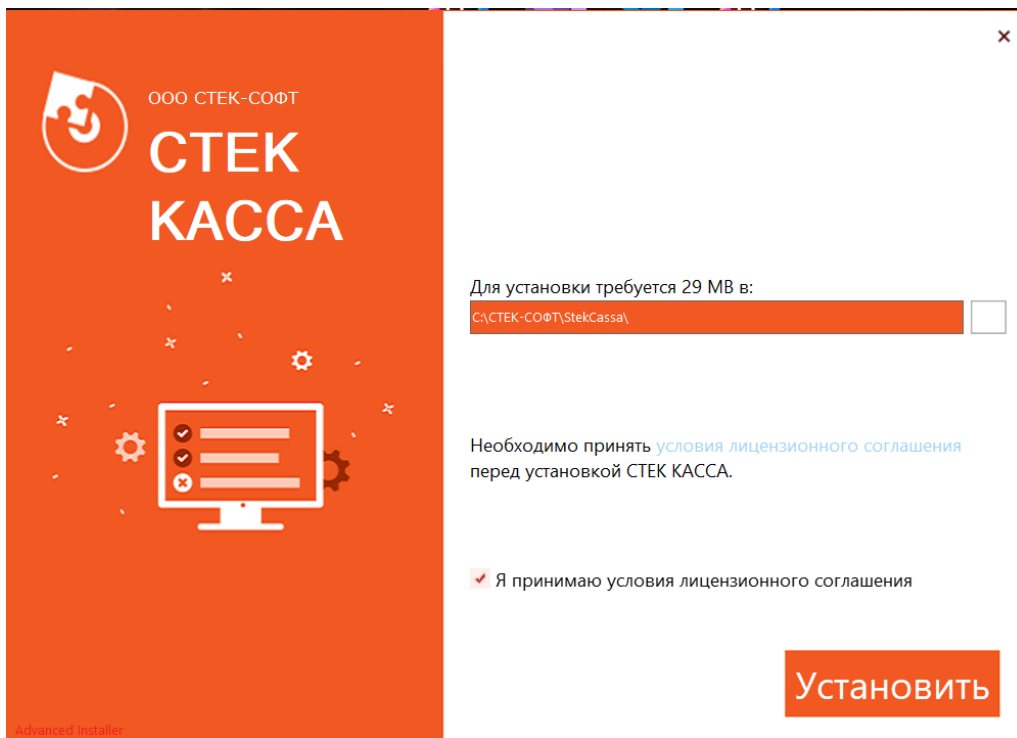 ООО СТЕК-СОФТ
СТЕК
КАССА
Для установки требуется 29 MB в:
C:\СТЕК-СОФТ\StekCassa\
Необходимо принять условия лицензионного соглашения
перед установкой СТЕК КАССА.
Я принимаю условия лицензионного соглашения
Установить
Advanced Installer